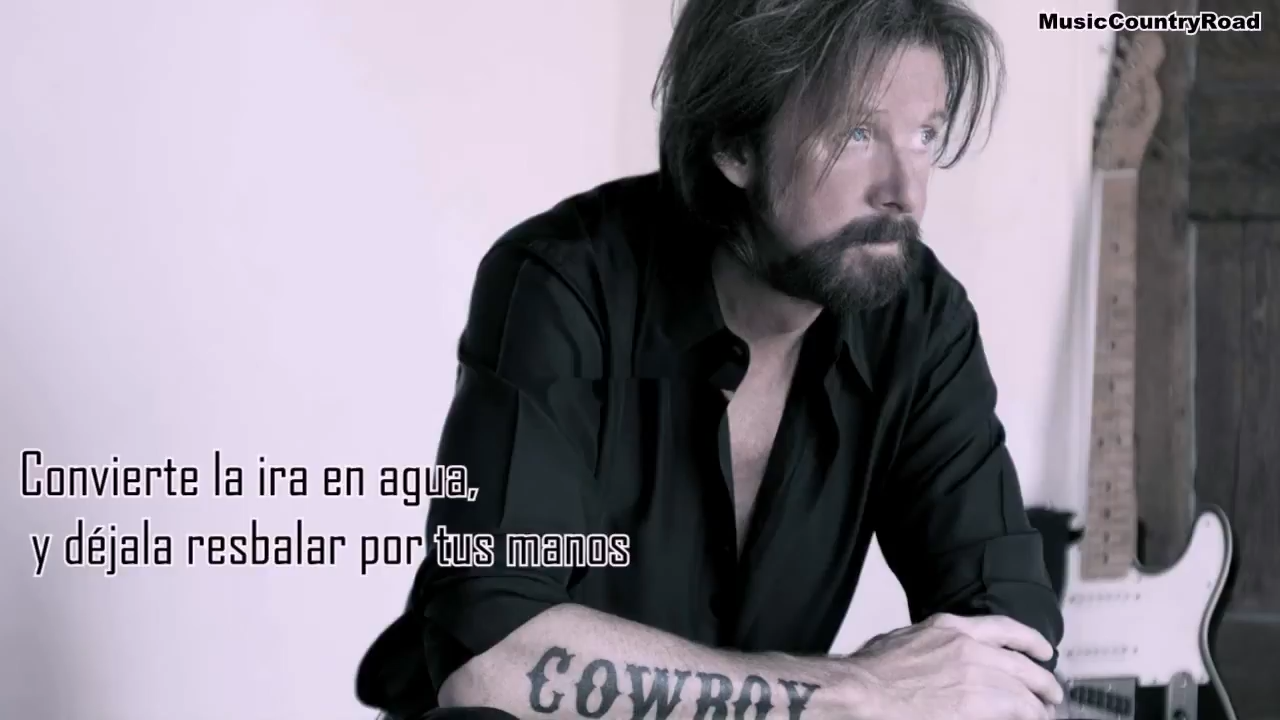 MusicCountryRoad
Convierte la ira en agua,
y déjala resbalar por tus manos
COWBOY